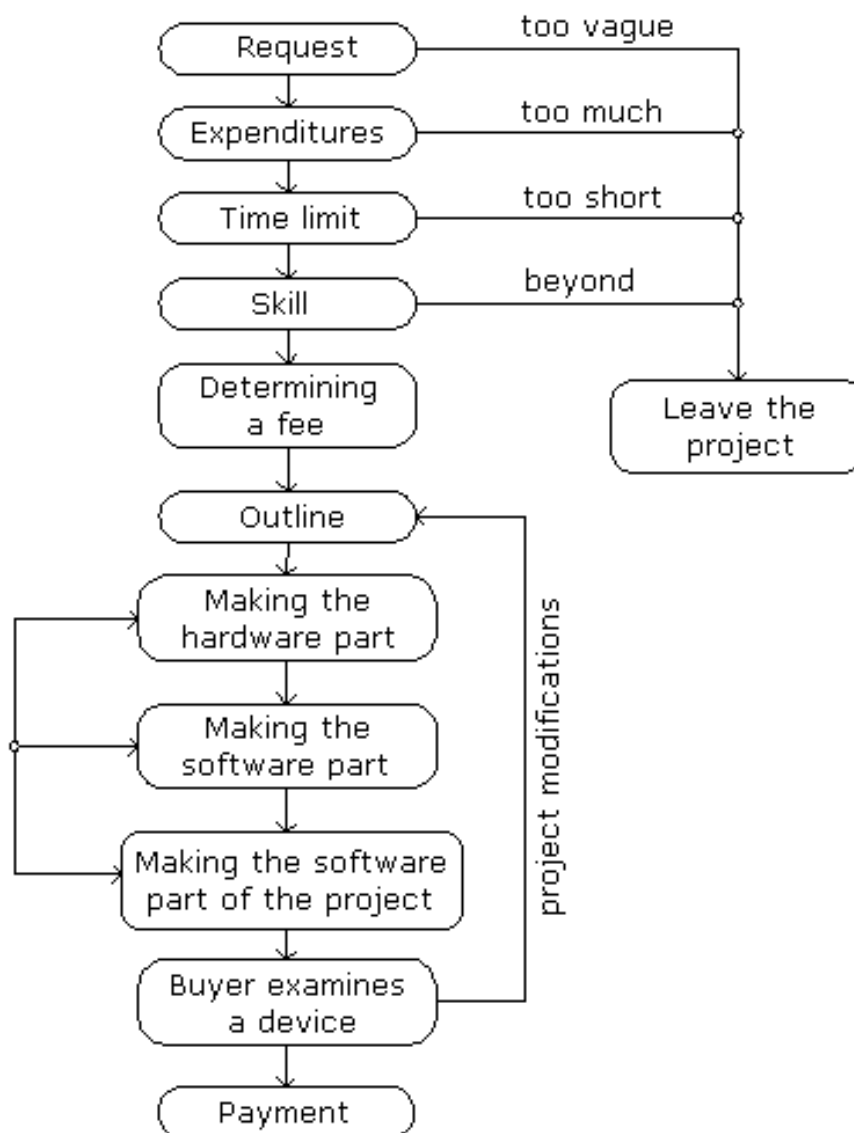 Request
too vague
Expenditures
too much
Time limit
too short
Skill
beyond
Determining
a fee
Leave the
project
Outline
Making the
hardware part
project modifications
Making the
software part
Making the software
part of the project
Buyer examines
a device
Payment